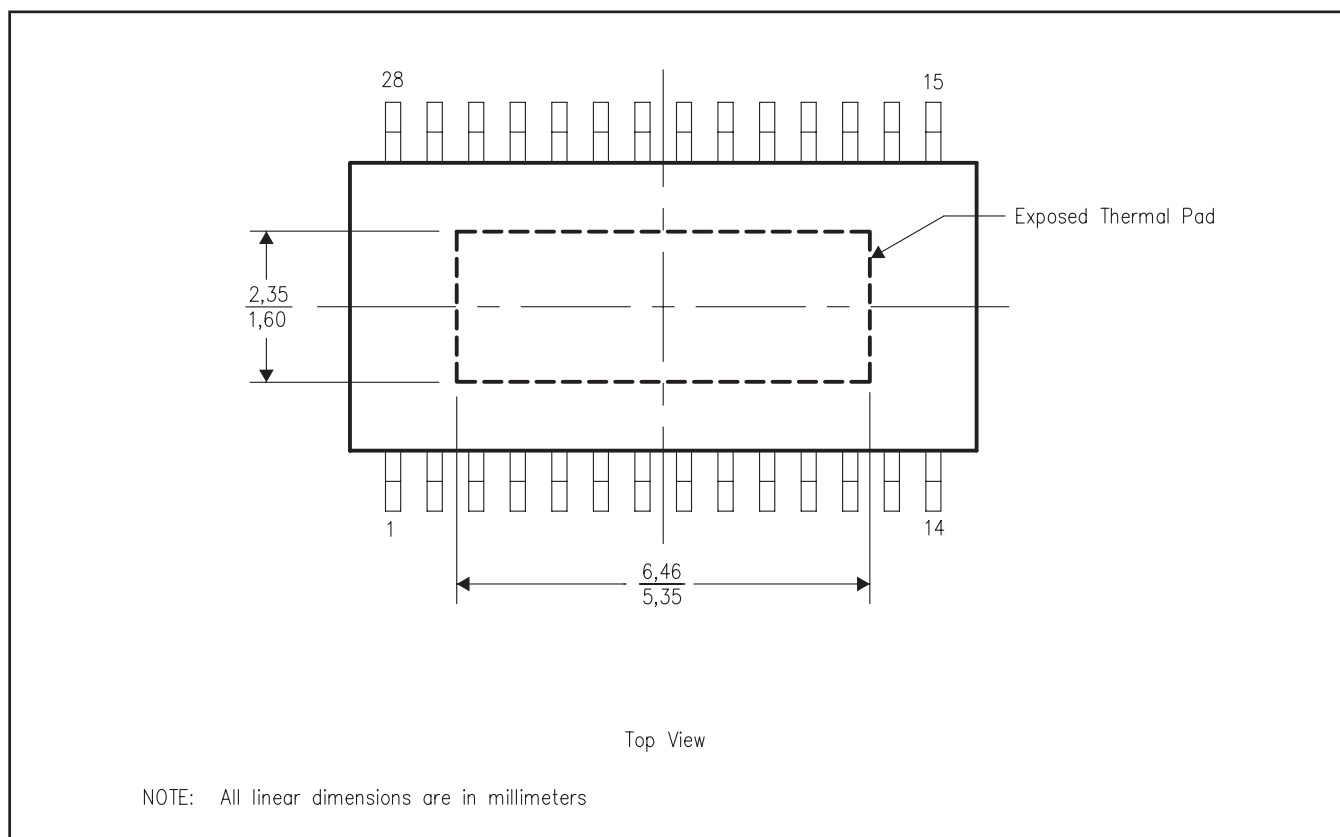 28
15
Exposed Thermal Pad
2,35
1,60
1
14
6,46
5,35
Top View
NOTE: All linear dimensions are in millimeters